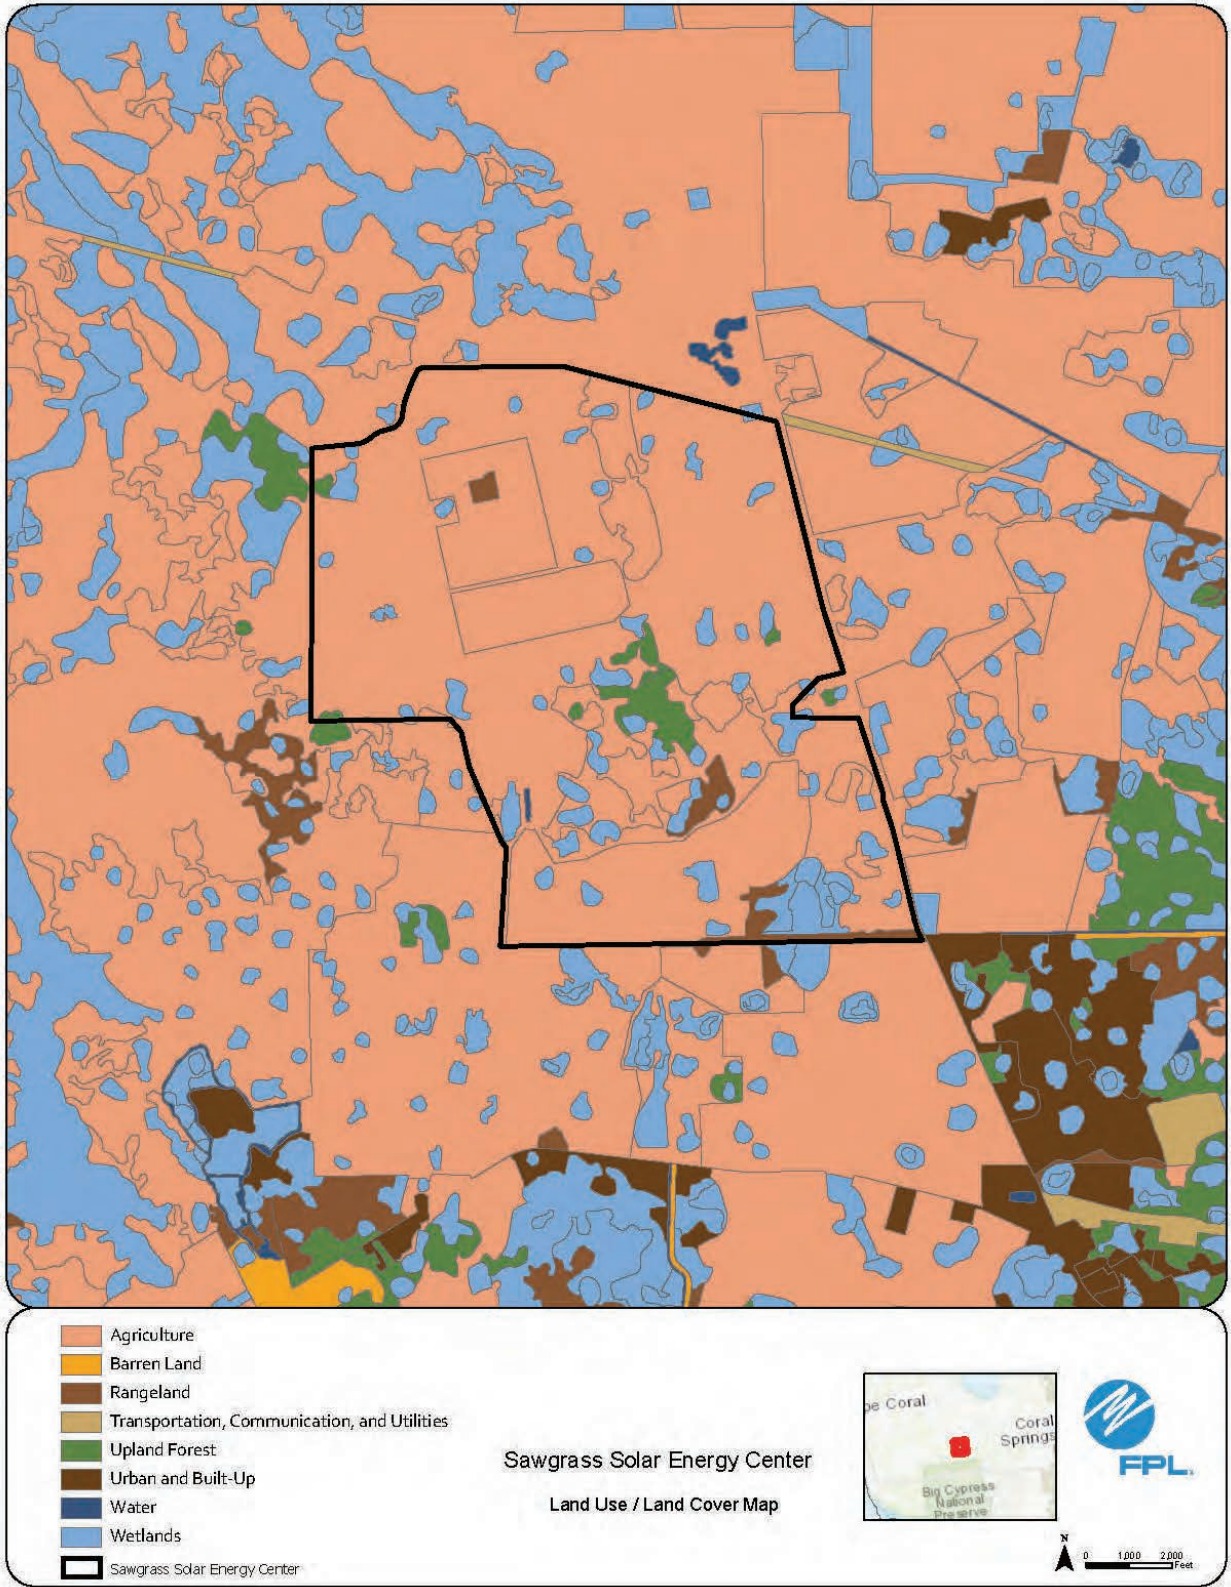 Agriculture
Barren Land
Rangeland
Transportation, Communication, and Utilities
Upland Forest
Urban and Built-Up
Water
Wetlands
Sawgrass Solar Energy Center
Sawgrass Solar Energy Center
Land Use / Land Cover Map
pe Coral
Coral
Springs
Big Cypress
National
Preserve
FPL.
N
0 1,000 2,000
Feet